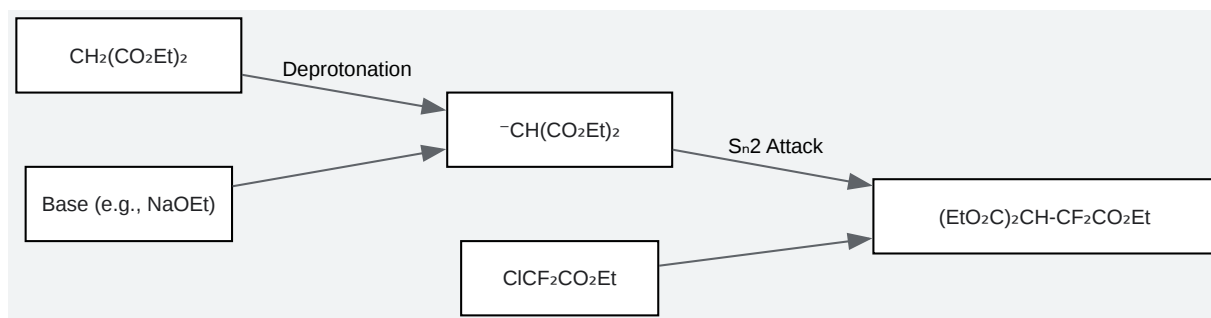 CH₂(CO₂Et)₂
Deprotonation
⁻CH(CO₂Et)₂
Sₙ2 Attack
Base (e.g., NaOEt)
(EtO₂C)₂CH-CF₂CO₂Et
ClCF₂CO₂Et